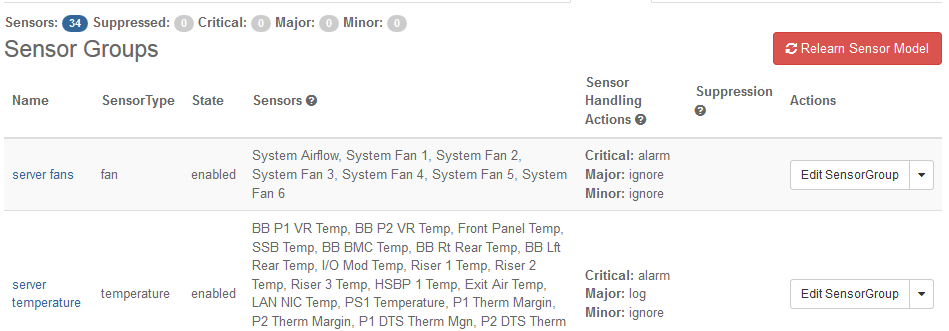 Sensors: 34 Suppressed: 0 Critical: 0 Major: 0 Minor: 0
Sensor Groups
Relearn Sensor Model
Name SensorType State Sensors Sensor Handling Actions Suppression Actions
server fans
fan
enabled
System Airflow, System Fan 1, System Fan 2,
System Fan 3, System Fan 4, System Fan 5, System
Fan 6
Critical: alarm
Major: ignore
Minor: ignore
Edit SensorGroup
server
temperature
temperature
enabled
BB P1 VR Temp, BB P2 VR Temp, Front Panel Temp,
SSB Temp, BB BMC Temp, BB Rt Rear Temp, BB Lft
Rear Temp, I/O Mod Temp, Riser 1 Temp, Riser 2
Temp, Riser 3 Temp, HSBP 1 Temp, Exit Air Temp,
LAN NIC Temp, PS1 Temperature, P1 Therm Margin,
P2 Therm Margin, P1 DTS Therm Mgn, P2 DTS Therm
Critical: alarm
Major: log
Minor: ignore
Edit SensorGroup